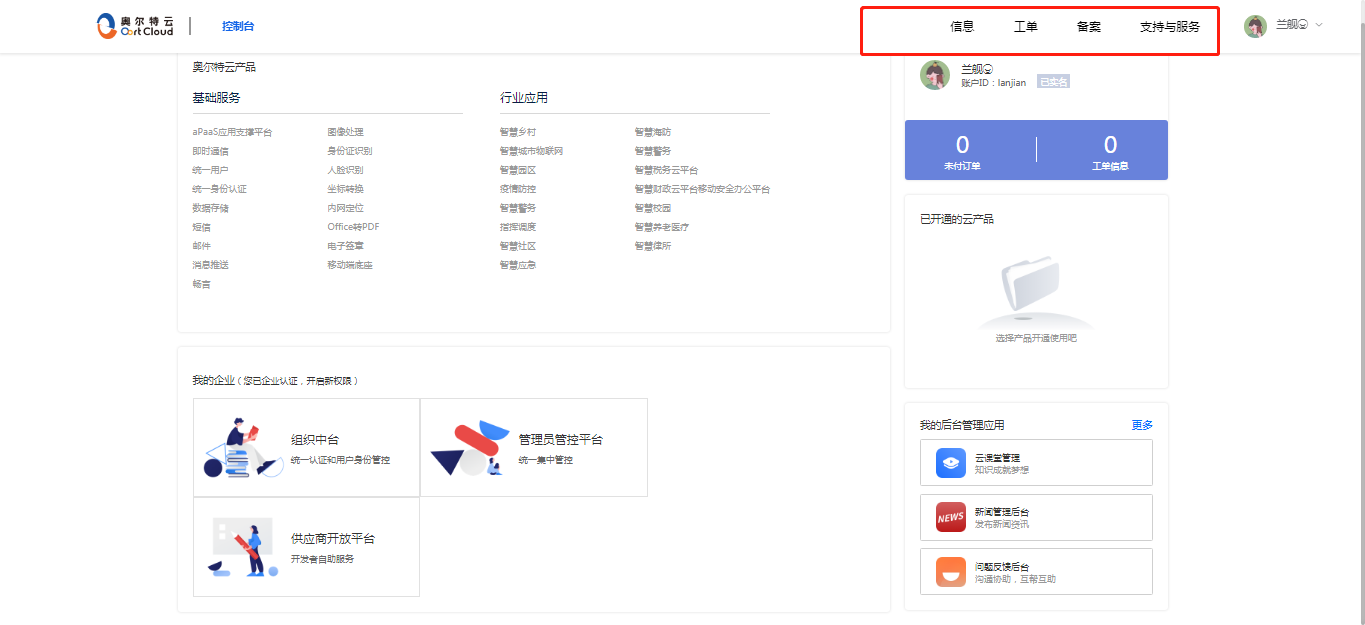 奥尔特云
Oort Cloud
控制台
信息
工单
备案
支持与服务
兰舰
奥尔特云产品
基础服务
aPaaS应用支撑平台
图像处理
即时通信
身份证识别
统一用户
人脸识别
统一身份认证
坐标转换
数据存储
内网定位
短信
Office转PDF
邮件
电子签章
消息推送
移动端底座
畅言
行业应用
智慧乡村
智慧海防
智慧城市物联网
智慧警务
智慧园区
智慧税务云平台
疫情防控
智慧财政云平台移动安全办公平台
智慧警务
智慧校园
指挥调度
智慧养老医疗
智慧社区
智慧律所
智慧应急
兰舰
账户ID：lanjian
已实名
0
未付订单
0
工单信息
已开通的云产品
选择产品开通使用吧
我的企业（您已企业认证，开启新权限）
组织中台
统一认证和用户身份管控
管理员管控平台
统一集中管控
供应商开放平台
开发者自助服务
我的后台管理应用
更多
云课堂管理
知识成就梦想
NEWS
新闻管理后台
发布新闻资讯
问题反馈后台
沟通协助，互帮互助